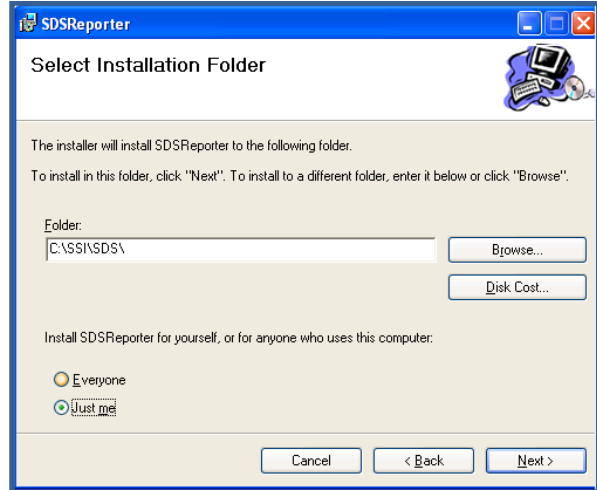 SDSReporter
Select Installation Folder
The installer will install SDSReporter to the following folder.
To install in this folder, click "Next". To install to a different folder, enter it below or click "Browse".
Folder:
C:\SSI\SDS\
Browse...
Disk Cost...
Install SDSReporter for yourself, or for anyone who uses this computer:
Everyone
Just me
Cancel
< Back
Next >